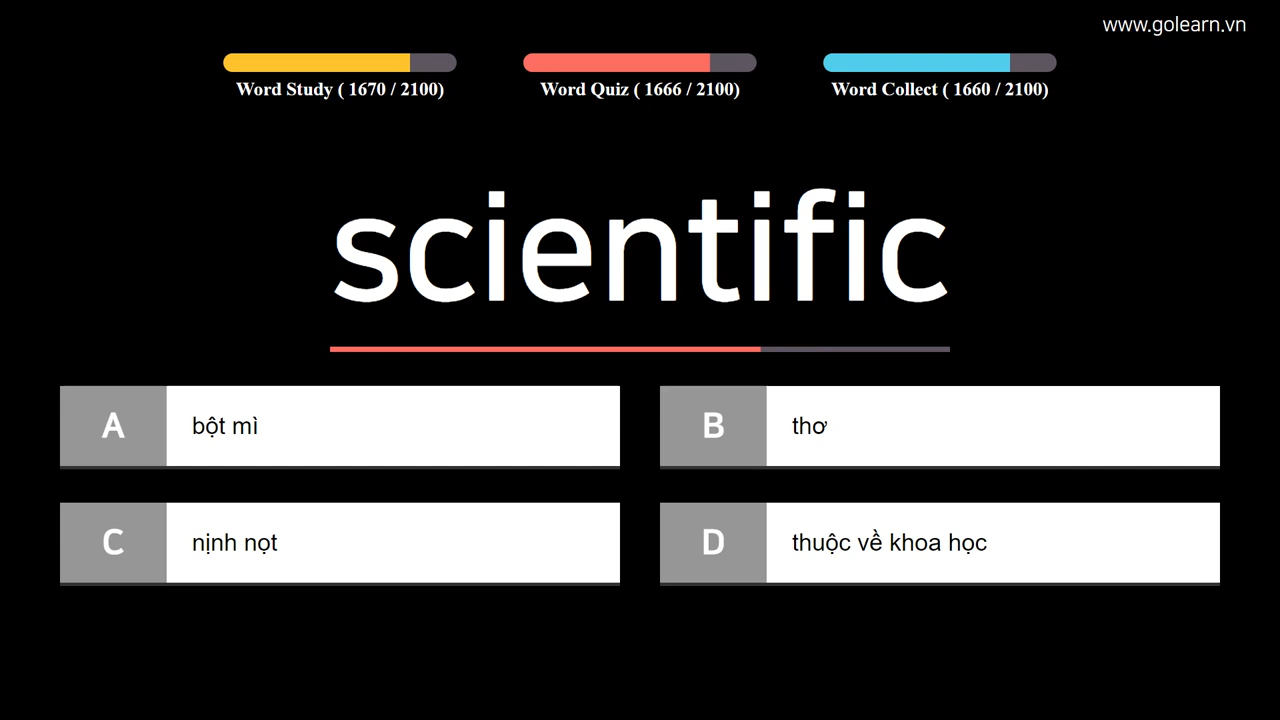 www.golearn.vn
Word Study ( 1670 / 2100)
Word Quiz ( 1666 / 2100)
Word Collect ( 1660 / 2100)
scientific
A
bột mì
B
thơ
C
nịnh nọt
D
thuộc về khoa học